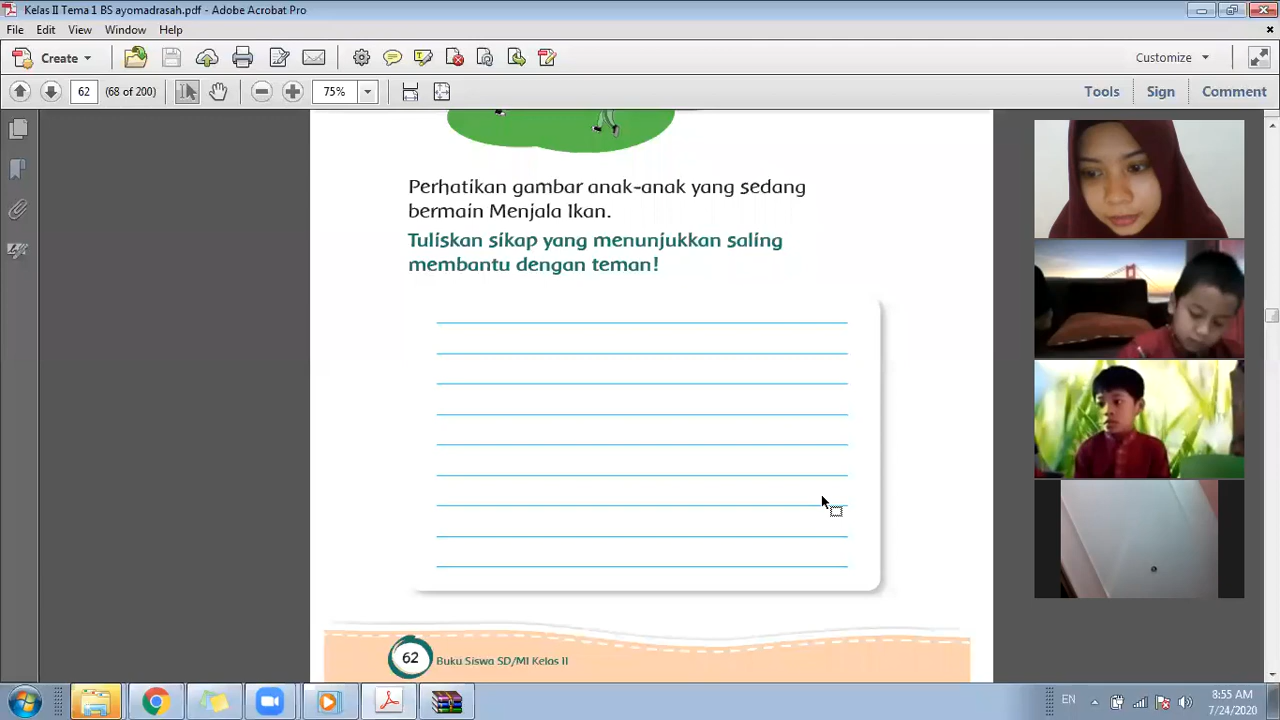 Kelas II Tema 1 BS ayomadrasah.pdf - Adobe Acrobat Pro
File Edit View Window Help
Create Customize
62 (68 of 200) 75% Tools Sign Comment
Perhatikan gambar anak-anak yang sedang
bermain Menjala Ikan.
Tuliskan sikap yang menunjukkan saling
membantu dengan teman!
62 Buku Siswa SD/MI Kelas II
EN 8:55 AM
7/24/2020